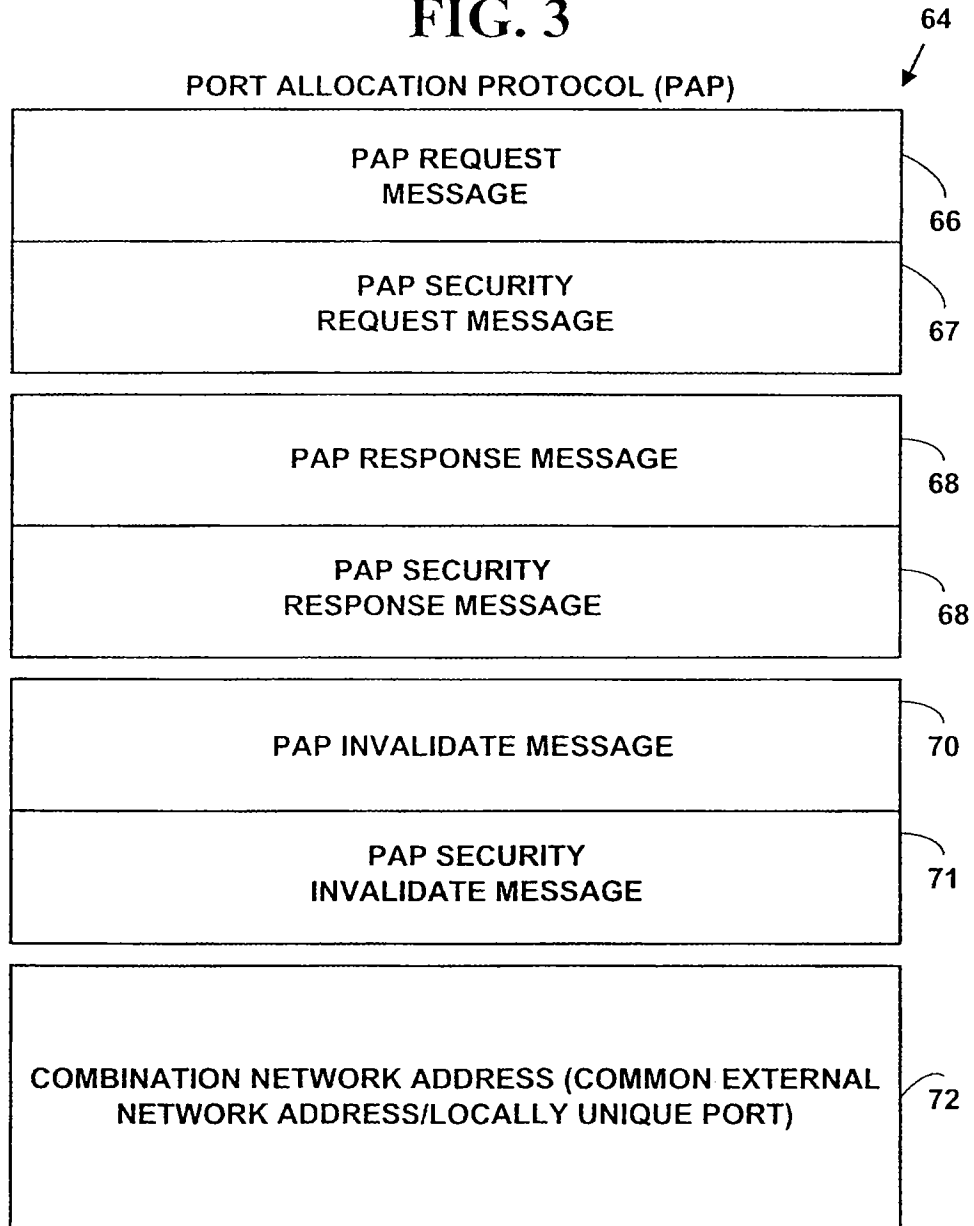 FIG. 3
64
PORT ALLOCATION PROTOCOL (PAP)
PAP REQUEST
MESSAGE
66
PAP SECURITY
REQUEST MESSAGE
67
PAP RESPONSE MESSAGE
68
PAP SECURITY
RESPONSE MESSAGE
68
PAP INVALIDATE MESSAGE
70
PAP SECURITY
INVALIDATE MESSAGE
71
COMBINATION NETWORK ADDRESS (COMMON EXTERNAL
NETWORK ADDRESS/LOCALLY UNIQUE PORT)
72